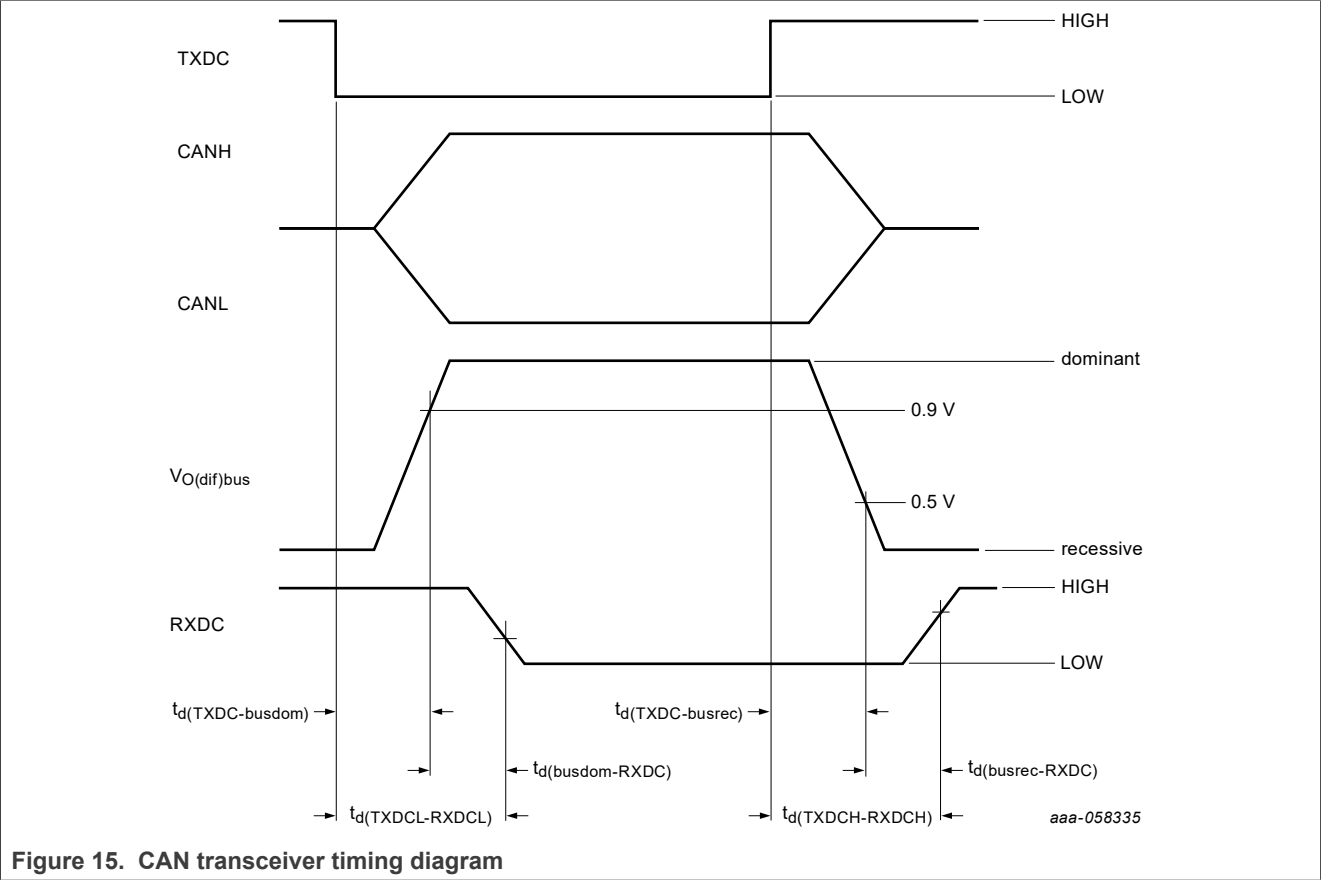 TXDC
HIGH
LOW
CANH
CANL
dominant
0.9 V
VO(dif)bus
0.5 V
recessive
HIGH
RXDC
LOW
td(TXDC-busdom)
td(TXDC-busrec)
td(busdom-RXDC)
td(busrec-RXDC)
td(TXDCL-RXDCL)
td(TXDCH-RXDCH)
aaa-058335
Figure 15. CAN transceiver timing diagram